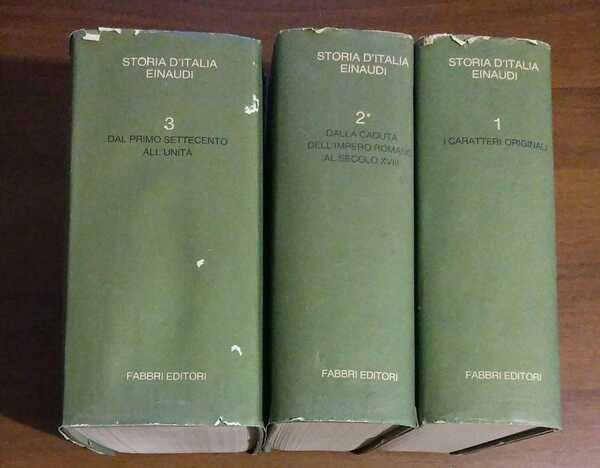 STORIA D'ITALIA
EINAUDI
3
DAL PRIMO SETTECENTO
ALL'UNITÀ
FABBRI EDITORI
STORIA D'ITALIA
EINAUDI
2*
DALLA CADUTA
DELL'IMPERO ROMANO
AL SECOLO XVIII
FABBRI EDITORI
STORIA D'ITALIA
EINAUDI
1
I CARATTERI ORIGINALI
FABBRI EDITORI